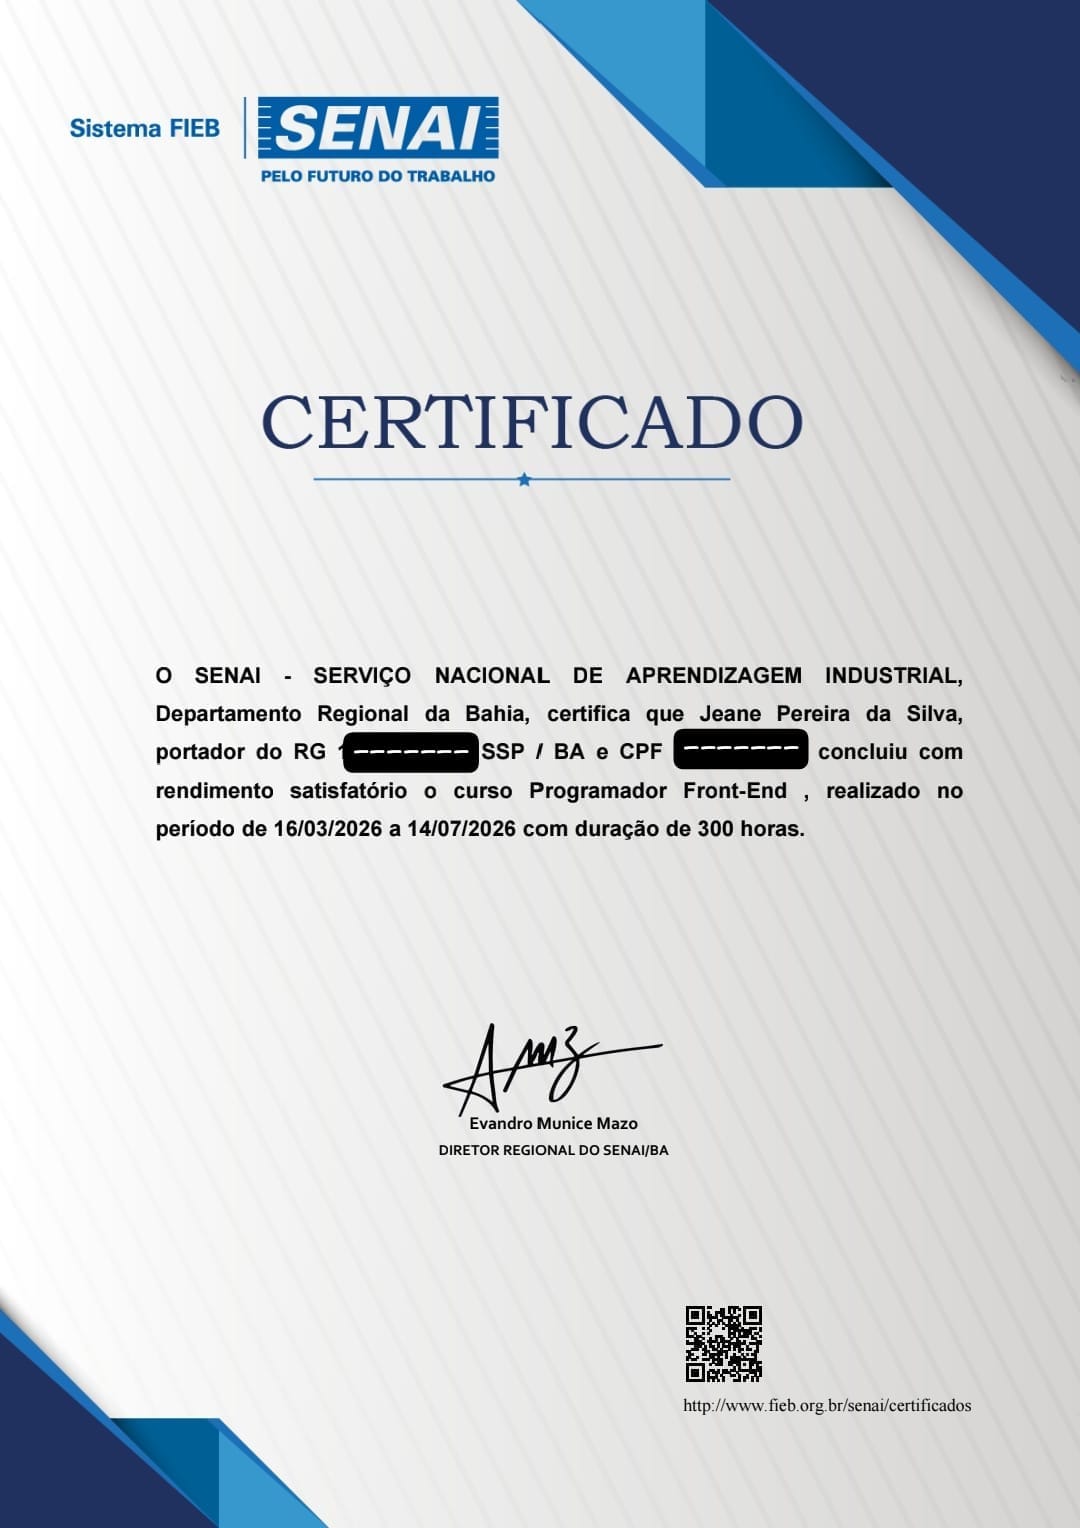 Sistema FIEB
SENAI
PELO FUTURO DO TRABALHO
CERTIFICADO
O SENAI - SERVIÇO NACIONAL DE APRENDIZAGEM INDUSTRIAL,
Departamento Regional da Bahia, certifica que Jeane Pereira da Silva,
portador do RG SSP / BA e CPF concluiu com
rendimento satisfatório o curso Programador Front-End , realizado no
período de 16/03/2026 a 14/07/2026 com duração de 300 horas.
Evandro Munice Mazo
DIRETOR REGIONAL DO SENAI/BA
http://www.fieb.org.br/senai/certificados